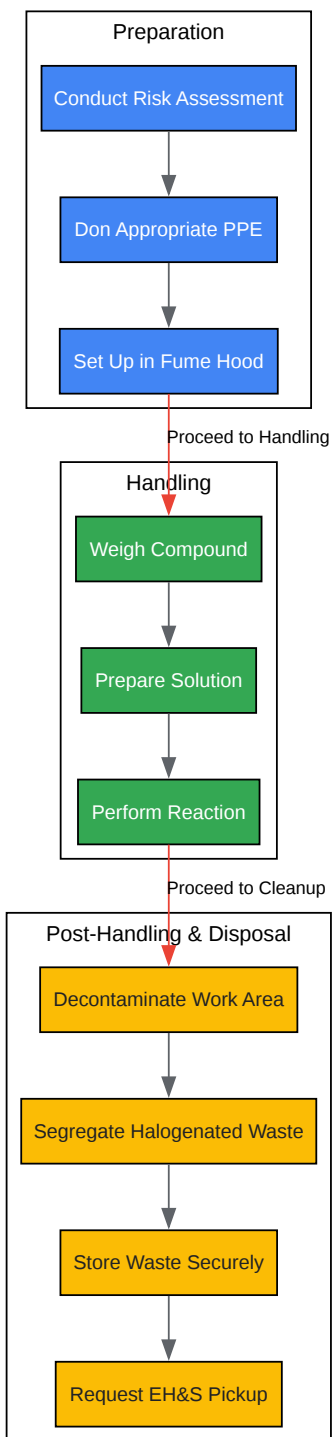 Preparation
Conduct Risk Assessment
Don Appropriate PPE
Set Up in Fume Hood
Proceed to Handling
Handling
Weigh Compound
Prepare Solution
Perform Reaction
Proceed to Cleanup
Post-Handling & Disposal
Decontaminate Work Area
Segregate Halogenated Waste
Store Waste Securely
Request EH&S Pickup